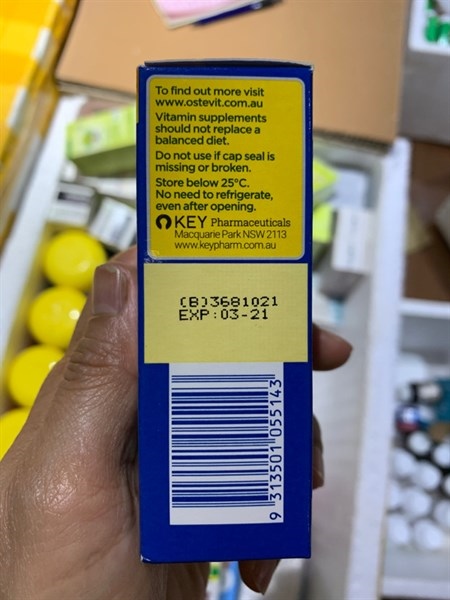 To find out more visit
www.ostevit.com.au
Vitamin supplements
should not replace a
balanced diet.
Do not use if cap seal is
missing or broken.
Store below 25°C.
No need to refrigerate,
even after opening.
KEY Pharmaceuticals
Macquarie Park NSW 2113
www.keypharm.com.au
(B)3681021
EXP:03-21
9 313501 055143